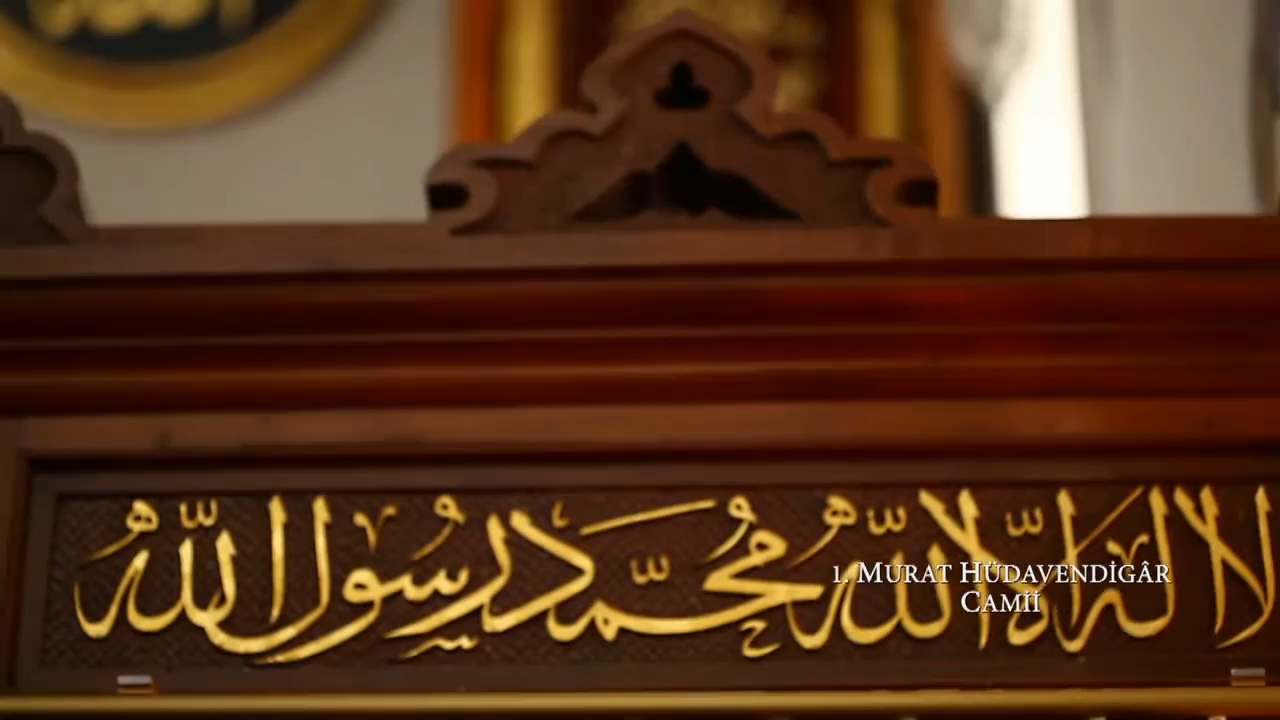 لا اله الا الله محمد رسول الله
1. MURAT HÜDAVENDİGÂR
CAMİİ